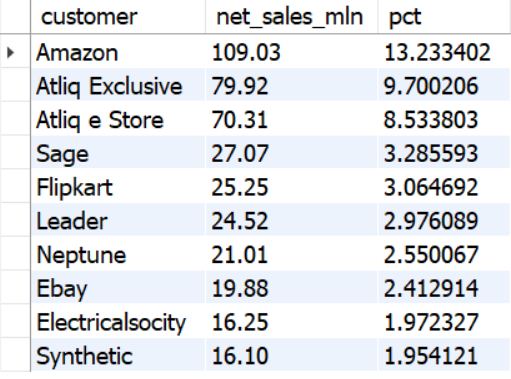 customer net_sales_mln pct
Amazon 109.03 13.233402
Atliq Exclusive 79.92 9.700206
Atliq e Store 70.31 8.533803
Sage 27.07 3.285593
Flipkart 25.25 3.064692
Leader 24.52 2.976089
Neptune 21.01 2.550067
Ebay 19.88 2.412914
Electricalsocity 16.25 1.972327
Synthetic 16.10 1.954121